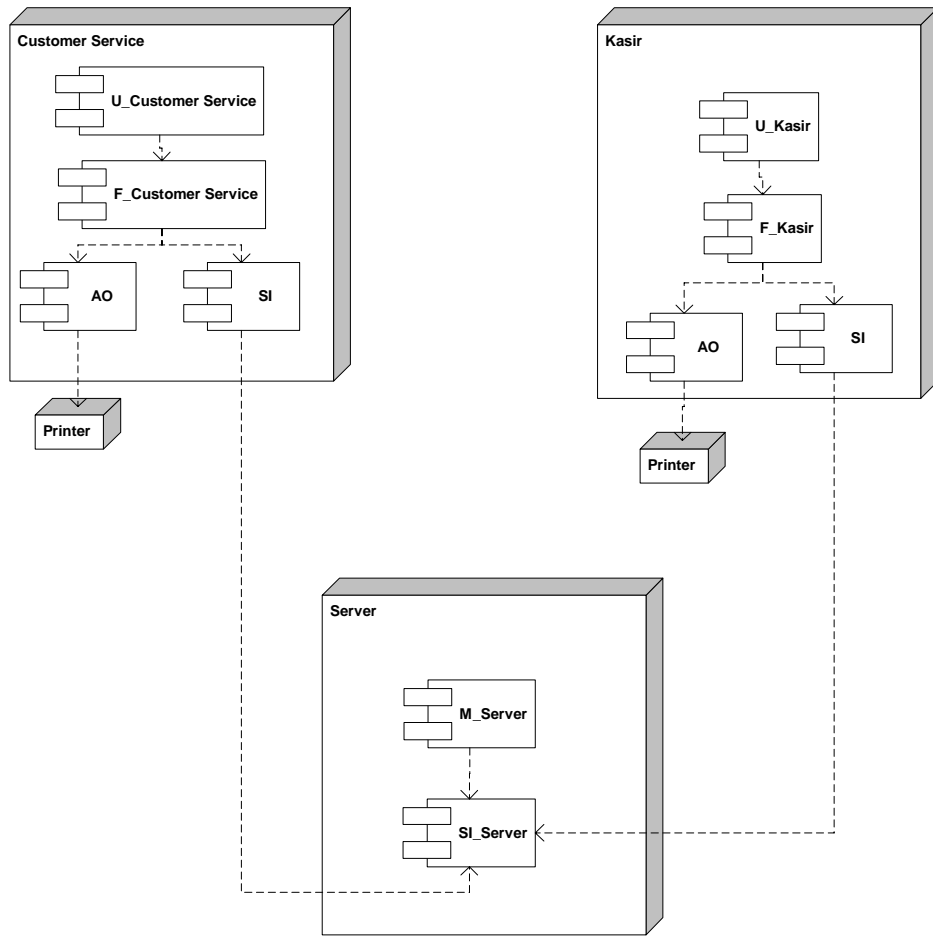 Customer Service
U_Customer Service
F_Customer Service
AO
SI
Printer
Kasir
U_Kasir
F_Kasir
AO
SI
Printer
Server
M_Server
SI_Server